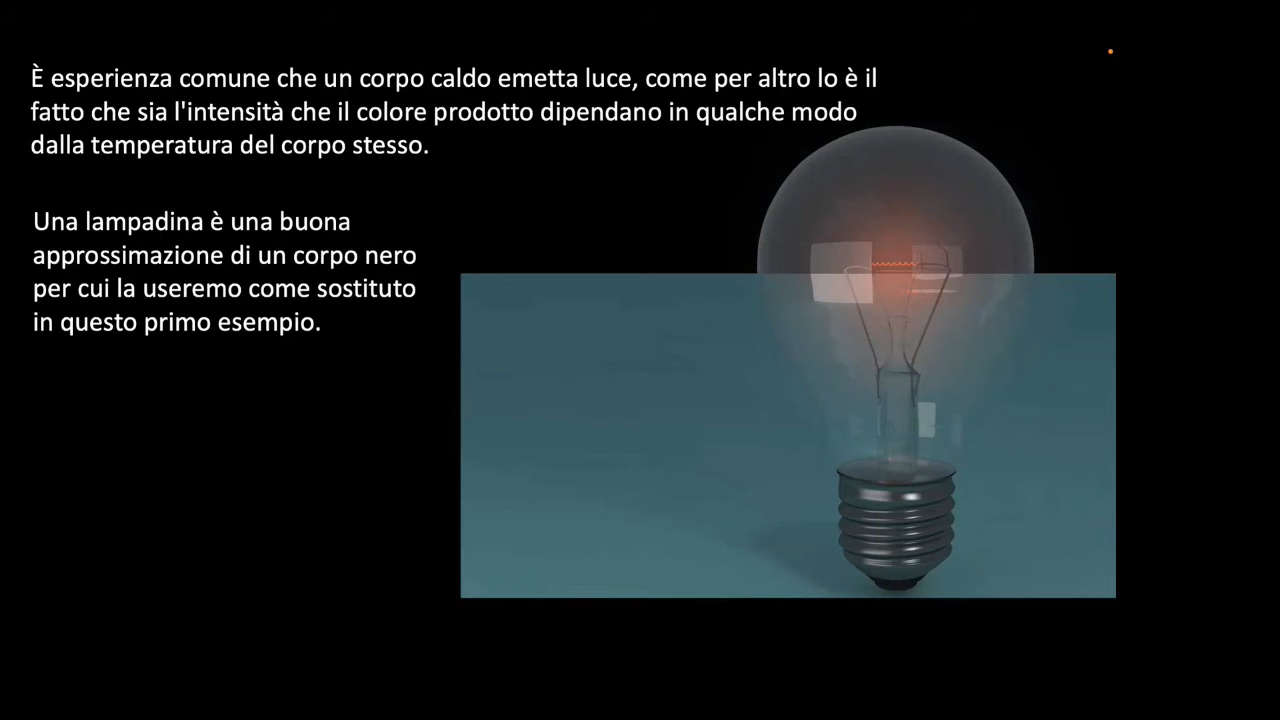 È esperienza comune che un corpo caldo emetta luce, come per altro lo è il
fatto che sia l'intensità che il colore prodotto dipendano in qualche modo
dalla temperatura del corpo stesso.
Una lampadina è una buona
approssimazione di un corpo nero
per cui la useremo come sostituto
in questo primo esempio.